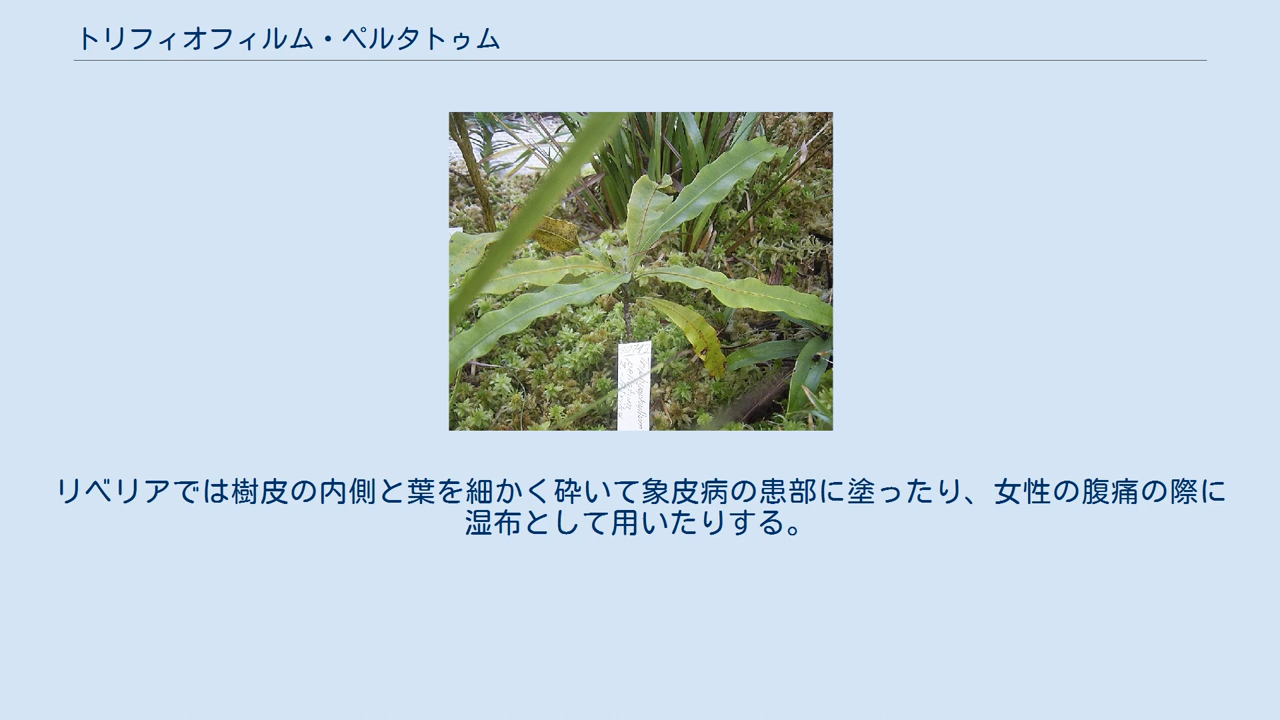 トリフィオフィルム・ペルタトゥム
リベリアでは樹皮の内側と葉を細かく砕いて象皮病の患部に塗ったり、女性の腹痛の際に
湿布として用いたりする。